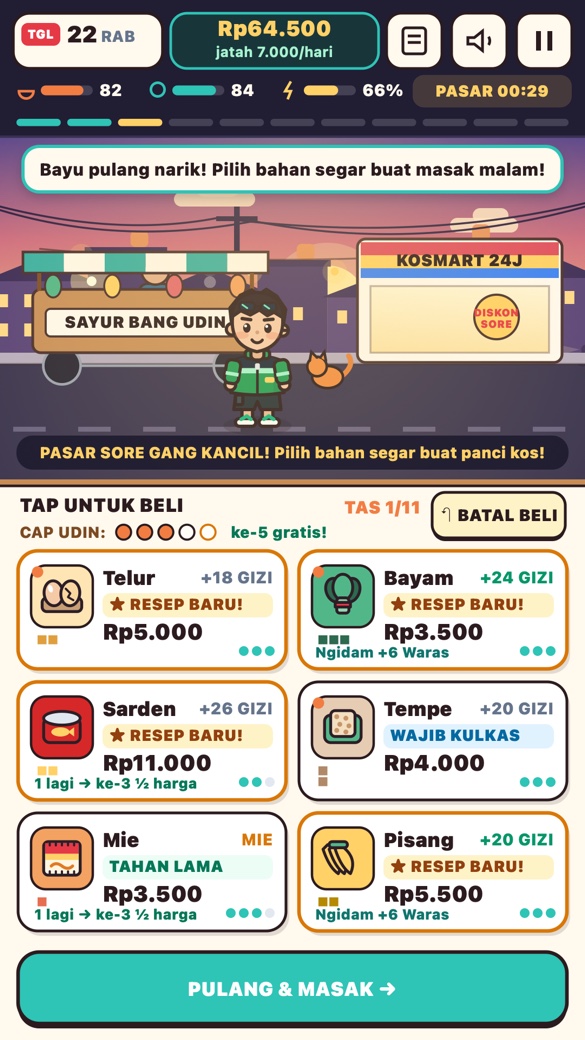 TGL 22 RAB
Rp64.500
jatah 7.000/hari
82
84
66%
PASAR 00:29
Bayu pulang narik! Pilih bahan segar buat masak malam!
KOSMART 24J
SAYUR BANG UDIN
DISKON
SORE
PASAR SORE GANG KANCIL! Pilih bahan segar buat panci kos!
TAP UNTUK BELI
TAS 1/11
BATAL BELI
CAP UDIN:
ke-5 gratis!
Telur +18 GIZI
★ RESEP BARU!
Rp5.000
Bayam +24 GIZI
★ RESEP BARU!
Rp3.500
Ngidam +6 Waras
Sarden +26 GIZI
★ RESEP BARU!
Rp11.000
1 lagi → ke-3 ½ harga
Tempe +20 GIZI
WAJIB KULKAS
Rp4.000
Mie MIE
TAHAN LAMA
Rp3.500
1 lagi → ke-3 ½ harga
Pisang +20 GIZI
★ RESEP BARU!
Rp5.500
Ngidam +6 Waras
PULANG & MASAK →